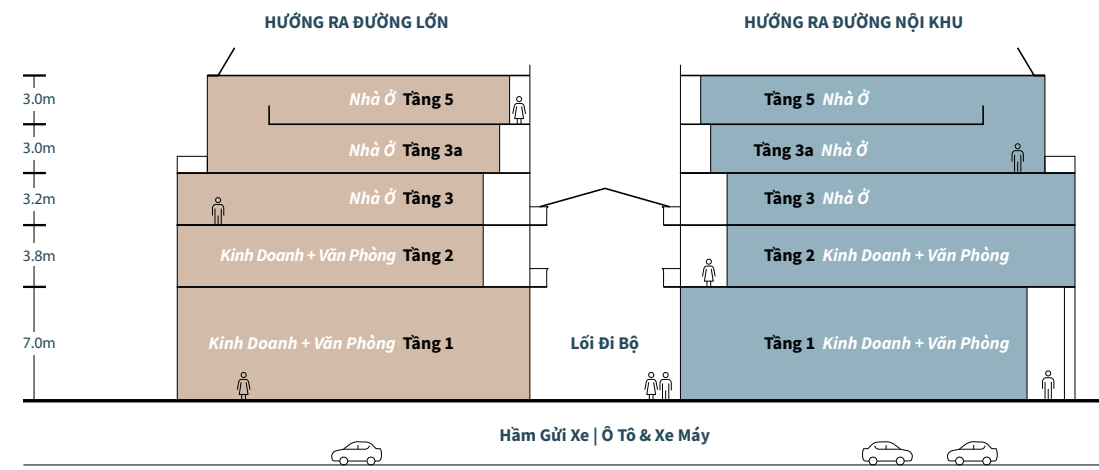 HƯỚNG RA ĐƯỜNG LỚN
HƯỚNG RA ĐƯỜNG NỘI KHU
3.0m
Nhà Ở Tầng 5
Tầng 5 Nhà Ở
3.0m
Nhà Ở Tầng 3a
Tầng 3a Nhà Ở
3.2m
Nhà Ở Tầng 3
Tầng 3 Nhà Ở
3.8m
Kinh Doanh + Văn Phòng Tầng 2
Tầng 2 Kinh Doanh + Văn Phòng
7.0m
Kinh Doanh + Văn Phòng Tầng 1
Lối Đi Bộ
Tầng 1 Kinh Doanh + Văn Phòng
Hầm Gửi Xe | Ô Tô & Xe Máy